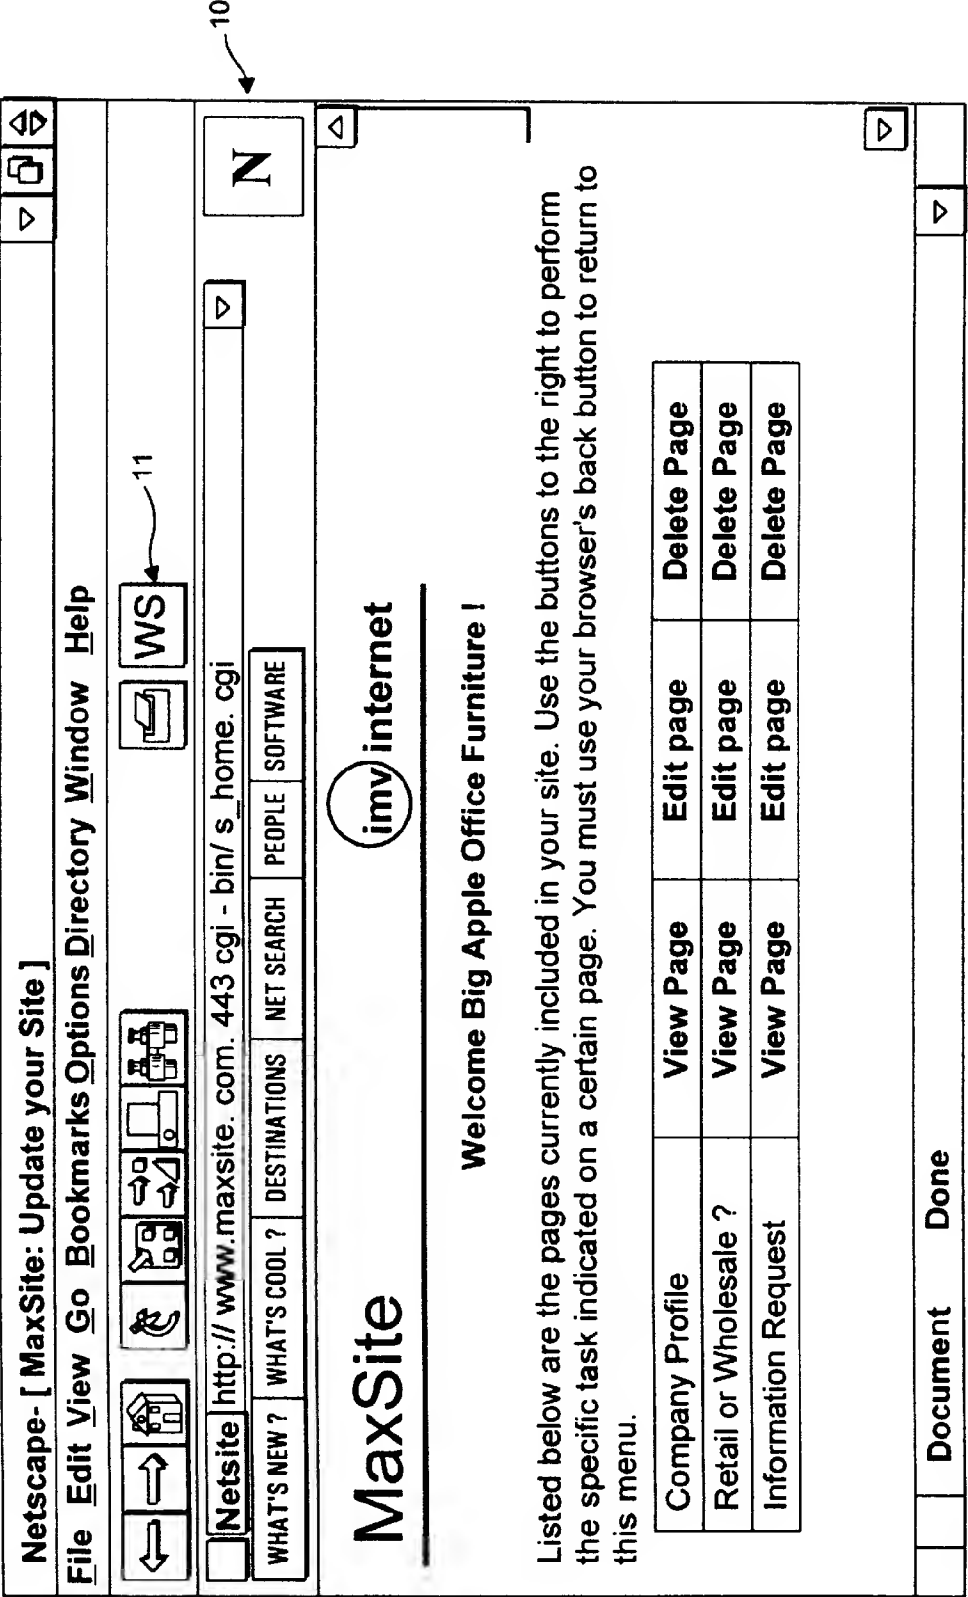 10
Netscape- [ MaxSite: Update your Site ]
File Edit View Go Bookmarks Options Directory Window Help
WS
11
Netsite http:// www.maxsite. com. 443 cgi - bin/ s_home. cgi
N
WHAT'S NEW ? WHAT'S COOL ? DESTINATIONS NET SEARCH PEOPLE SOFTWARE
MaxSite imv internet
Welcome Big Apple Office Furniture !
Listed below are the pages currently included in your site. Use the buttons to the right to perform
the specific task indicated on a certain page. You must use your browser's back button to return to
this menu.
Company Profile View Page Edit page Delete Page
Retail or Wholesale ? View Page Edit page Delete Page
Information Request View Page Edit page Delete Page
Document Done